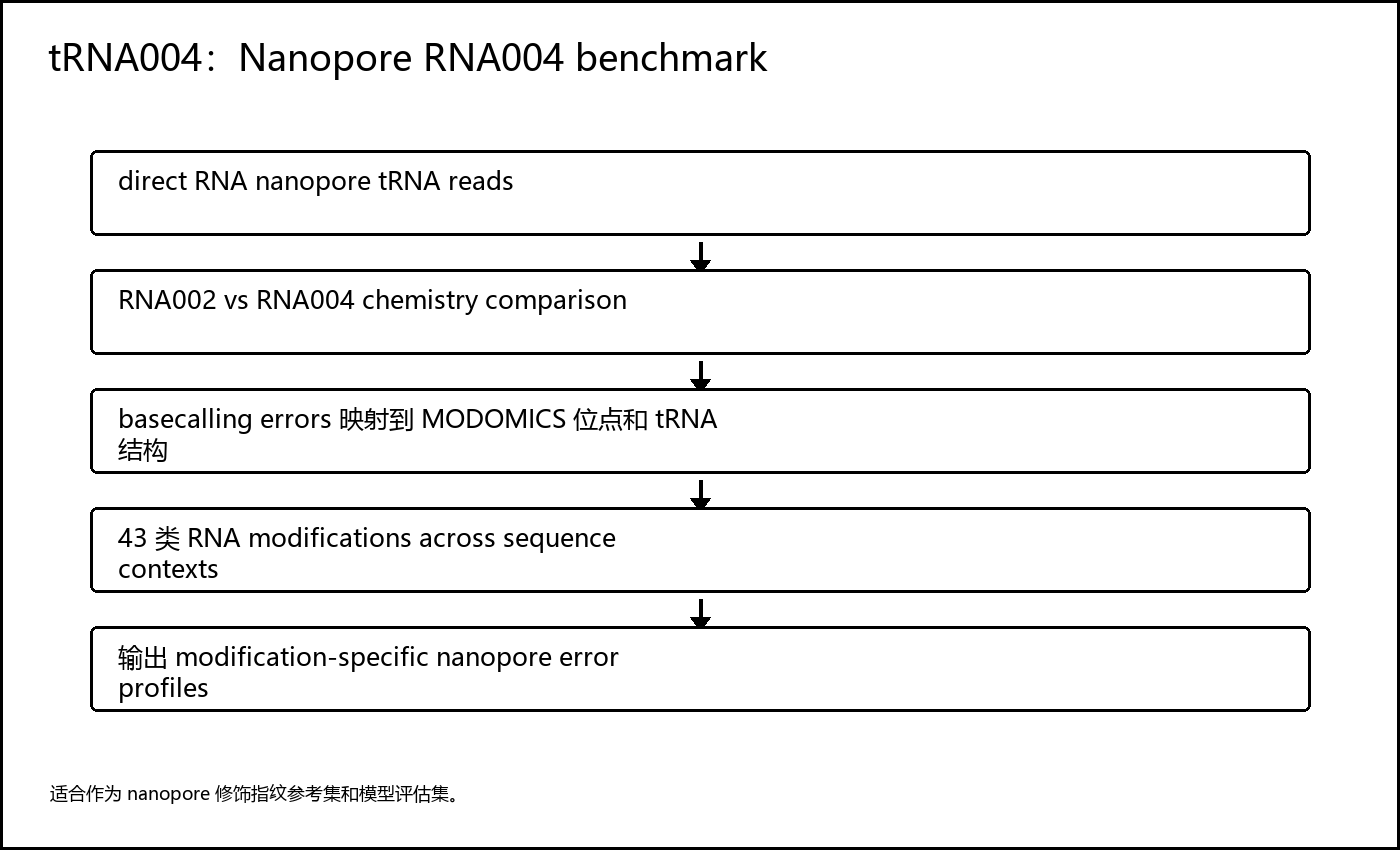 tRNA004：Nanopore RNA004 benchmark
direct RNA nanopore tRNA reads
RNA002 vs RNA004 chemistry comparison
basecalling errors 映射到 MODOMICS 位点和 tRNA
结构
43 类 RNA modifications across sequence
contexts
输出 modification-specific nanopore error
profiles
适合作为 nanopore 修饰指纹参考集和模型评估集。